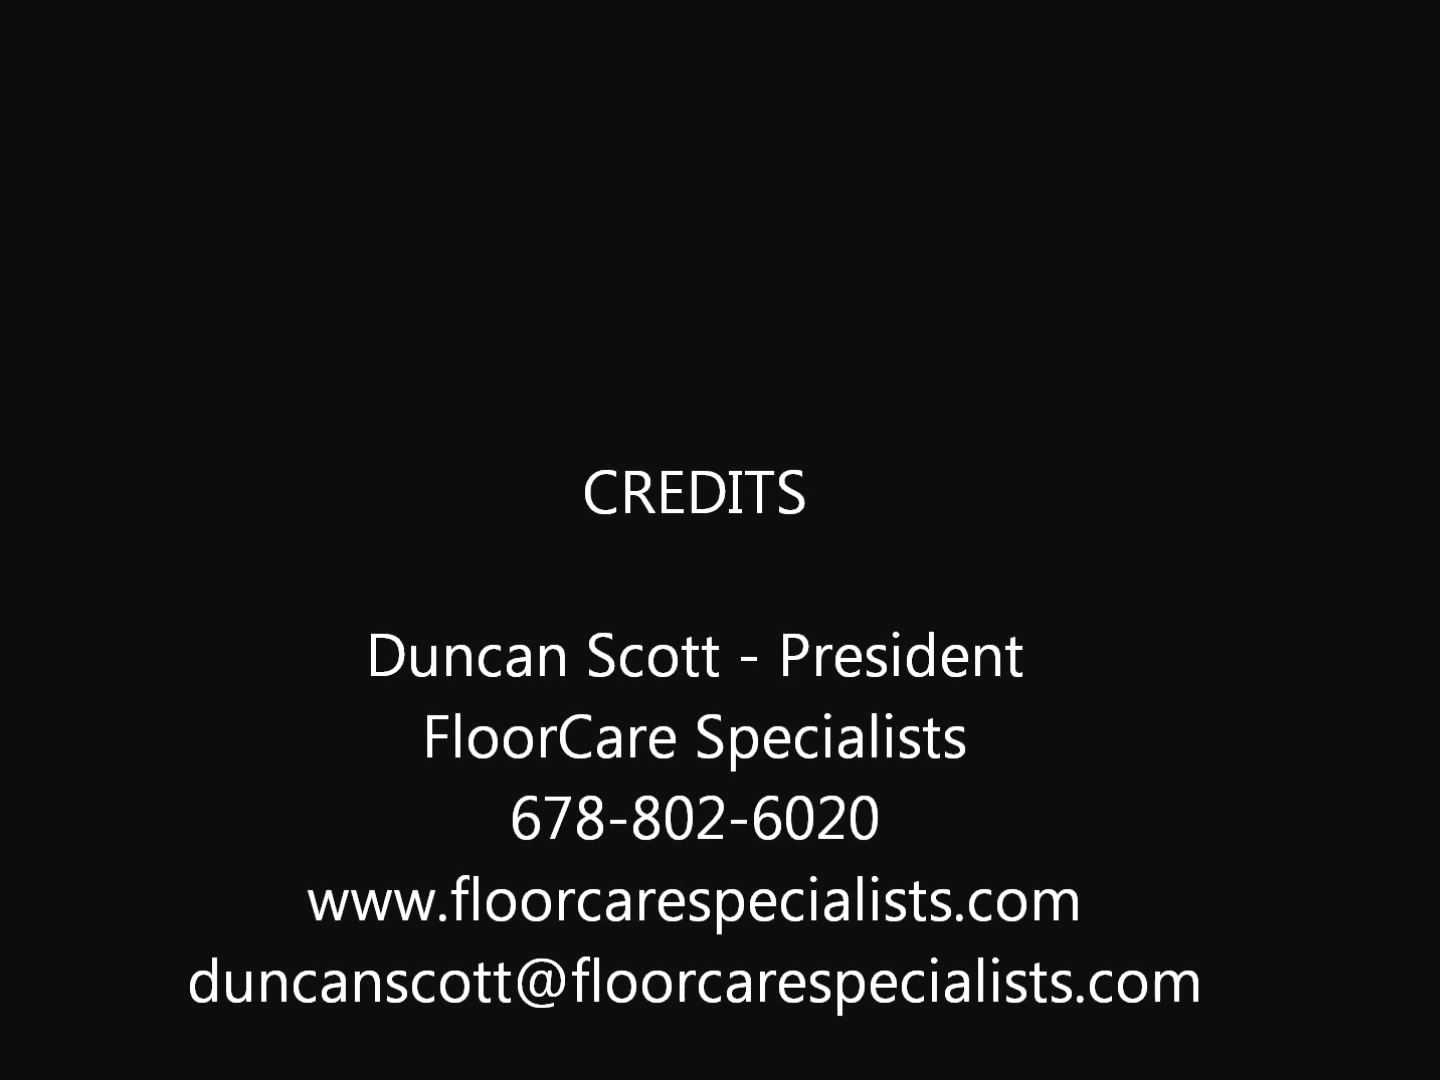 CREDITS
Duncan Scott - President
FloorCare Specialists
678-802-6020
www.floorcarespecialists.com
duncanscott@floorcarespecialists.com